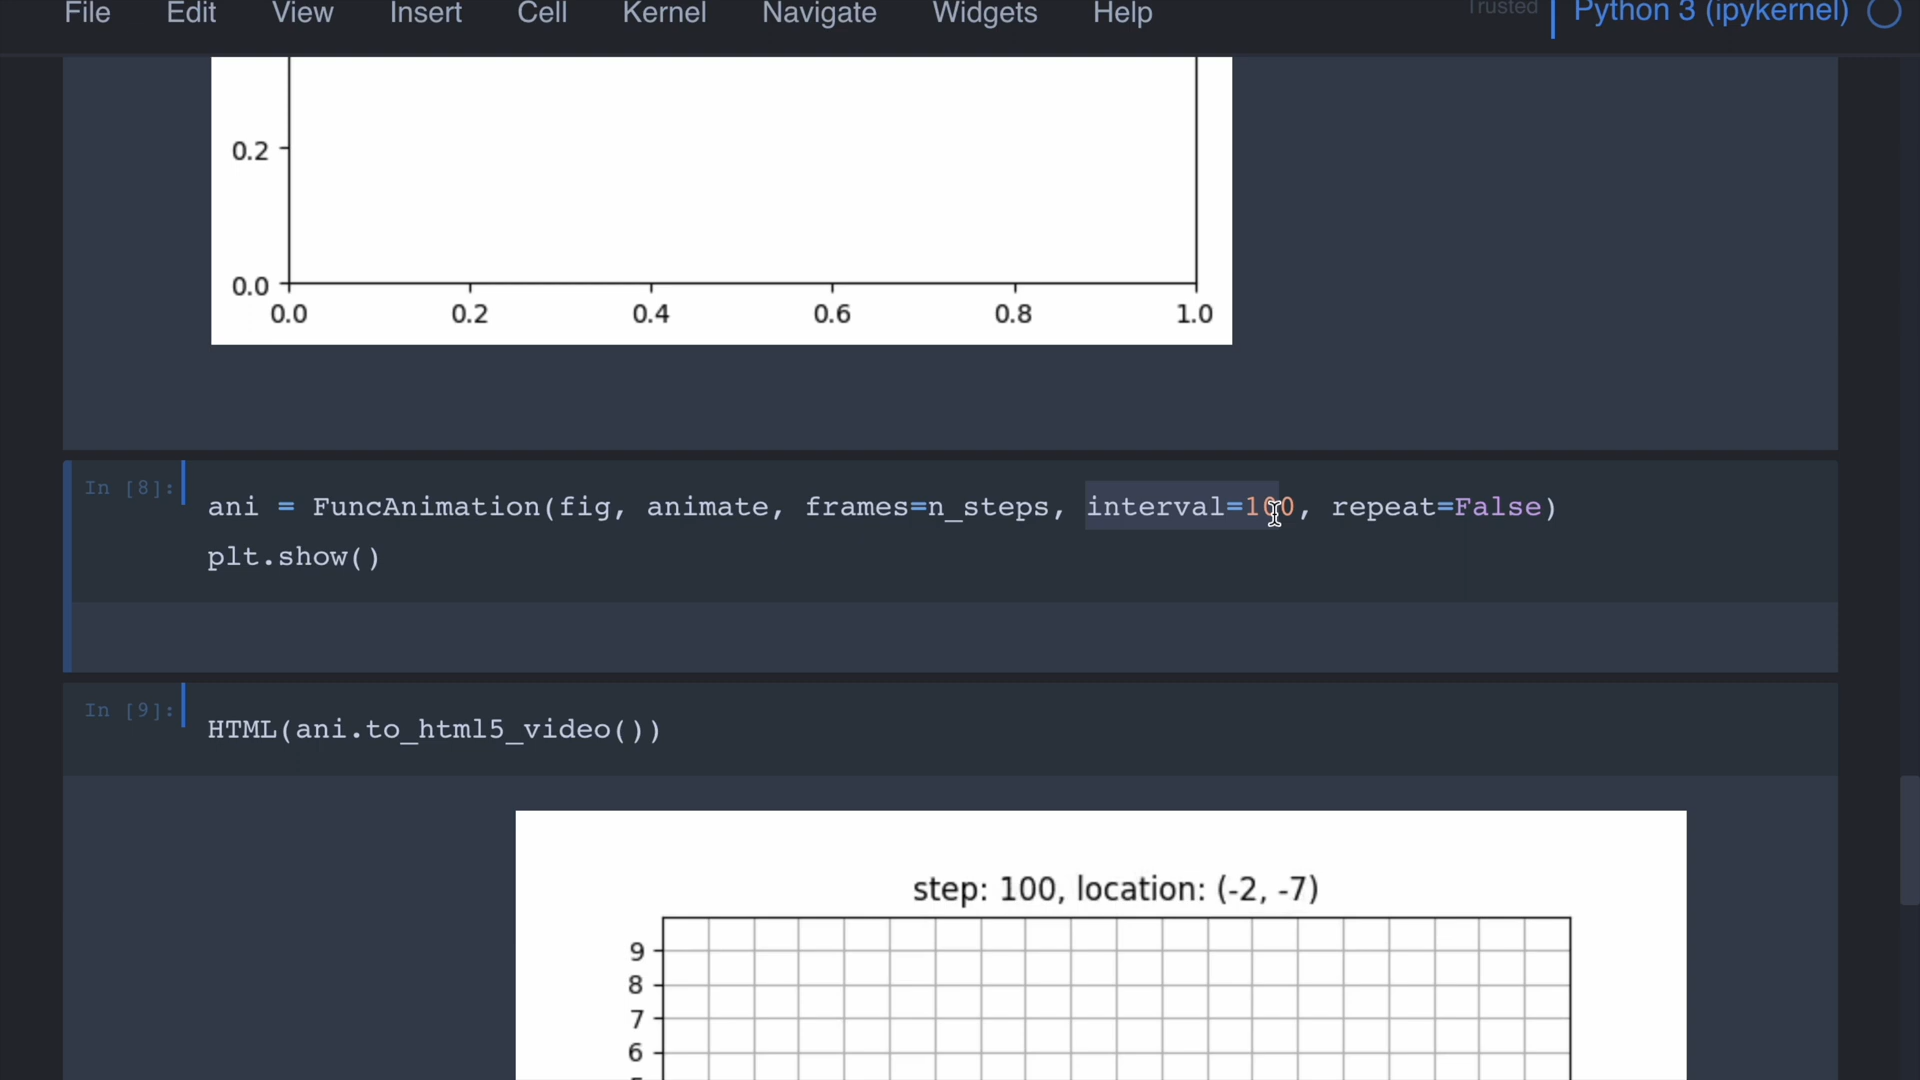 File Edit View Insert Cell Kernel Navigate Widgets Help Trusted Python 3 (ipykernel)
0.2
0.0
0.0 0.2 0.4 0.6 0.8 1.0
In [8]: ani = FuncAnimation(fig, animate, frames=n_steps, interval=100, repeat=False)
plt.show()
In [9]: HTML(ani.to_html5_video())
step: 100, location: (-2, -7)
9
8
7
6